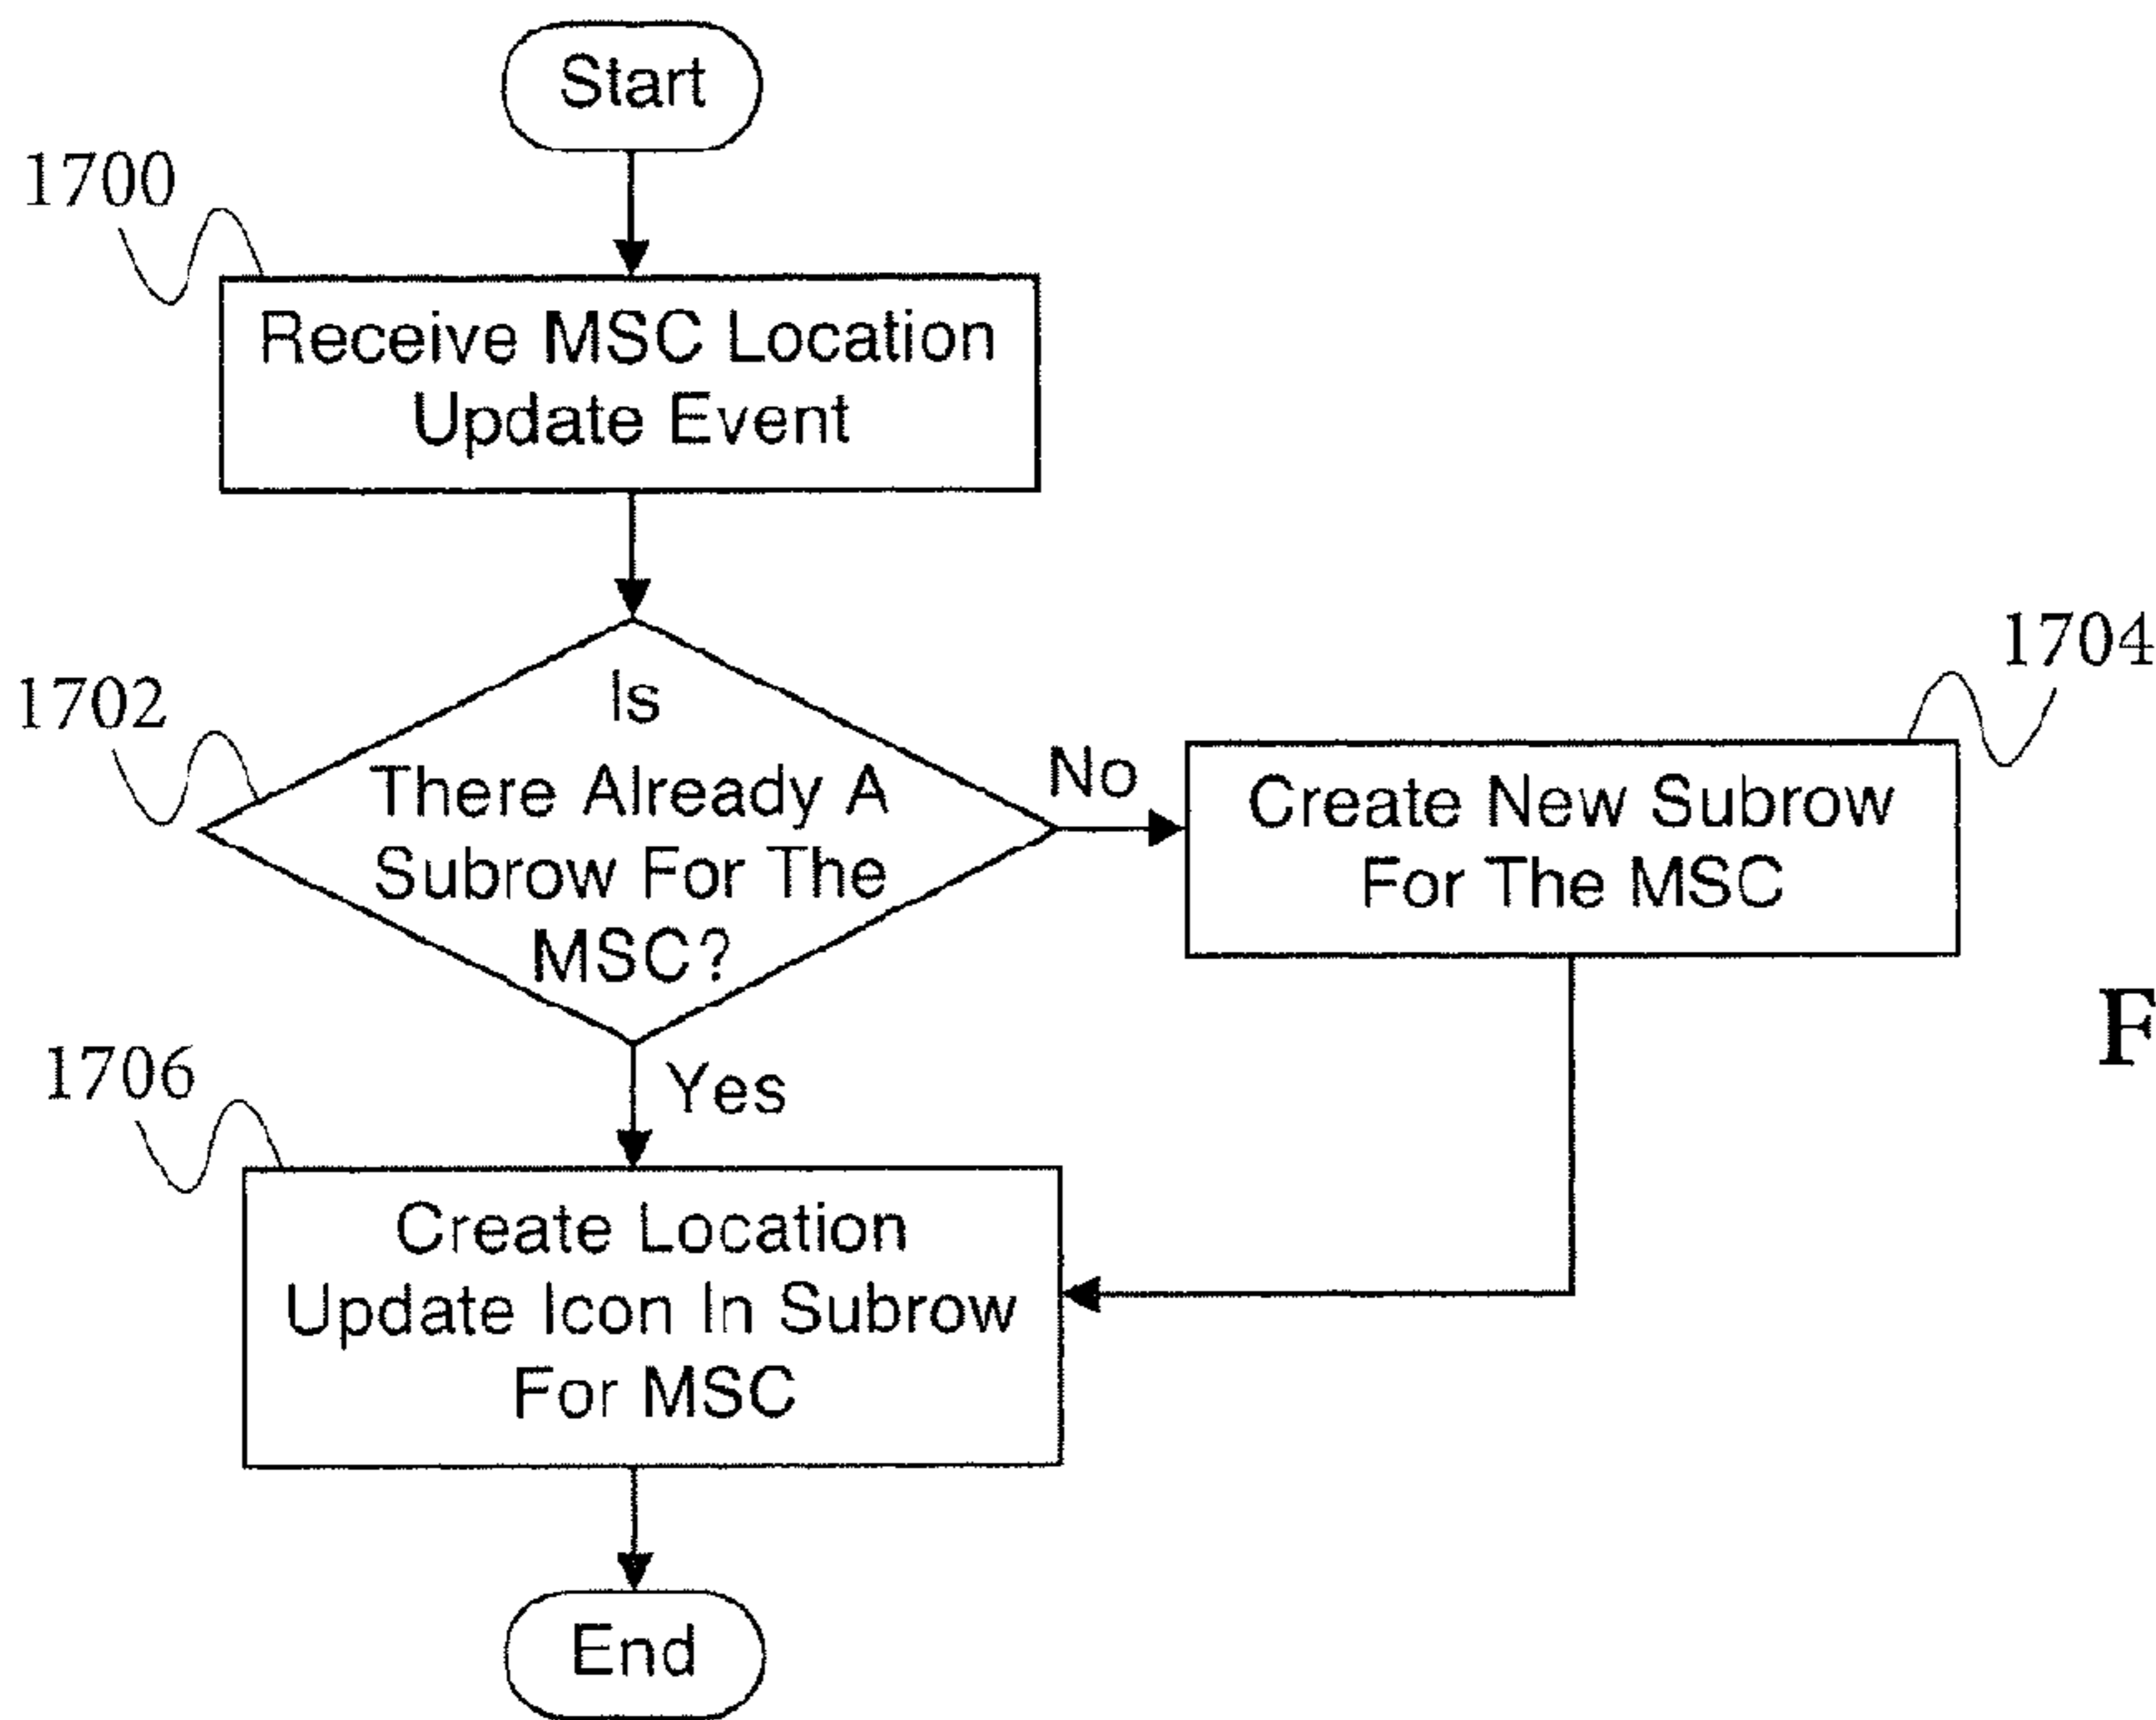 Start
1700
Receive MSC Location
Update Event
1702
Is
There Already A
Subrow For The
MSC?
No
1704
Create New Subrow
For The MSC
F
1706
Yes
Create Location
Update Icon In Subrow
For MSC
End